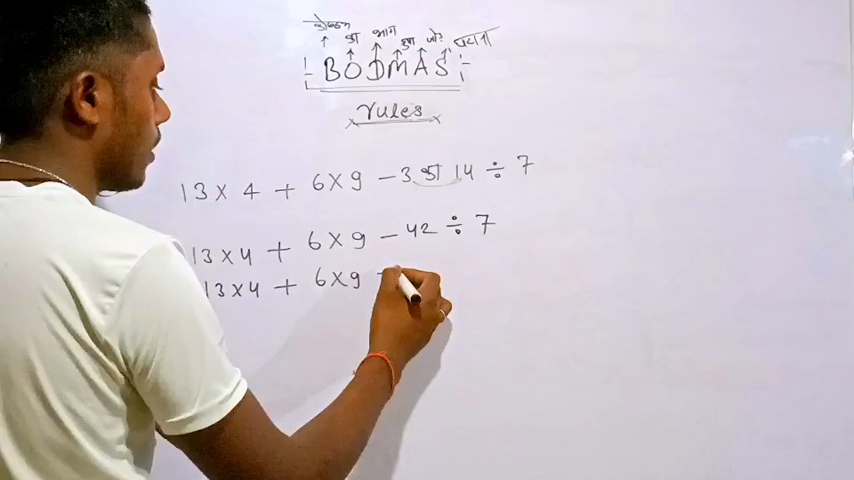 कोष्ठक का भाग गुणा जोड़ घटाना
BODMAS
rules
13 × 4 + 6 × 9 - 3 का 14 ÷ 7
13 × 4 + 6 × 9 - 42 ÷ 7
13 × 4 + 6 × 9 -